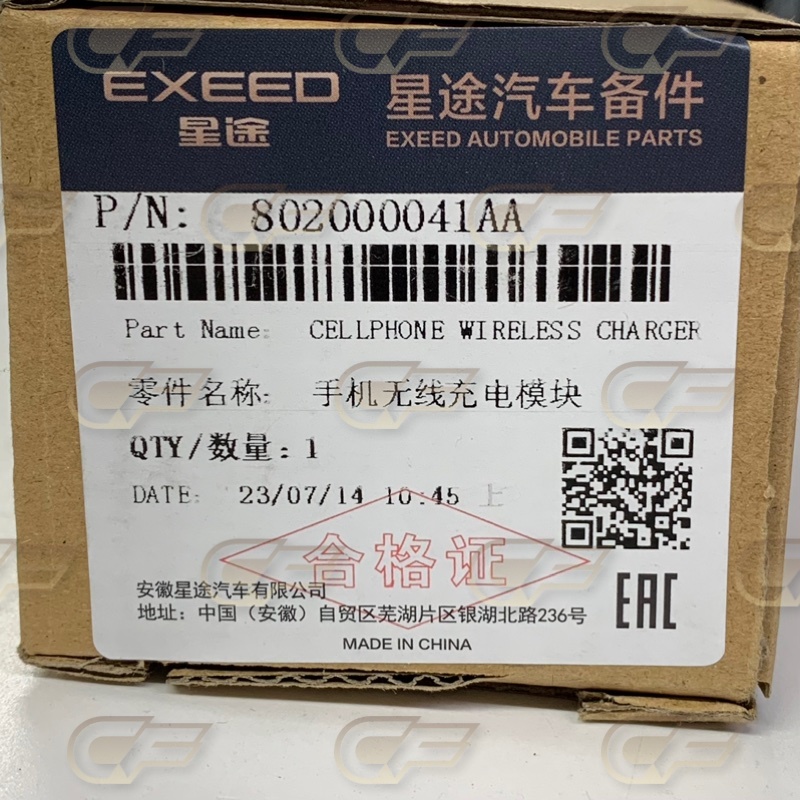 EXEED
星途
星途汽车备件
EXEED AUTOMOBILE PARTS
P/N: 802000041AA
Part Name: CELLPHONE WIRELESS CHARGER
零件名称: 手机无线充电模块
QTY/数量: 1
DATE: 23/07/14 10:45 上
合格证
安徽星途汽车有限公司
地址：中国（安徽）自贸区芜湖片区银湖北路236号
MADE IN CHINA
EAC